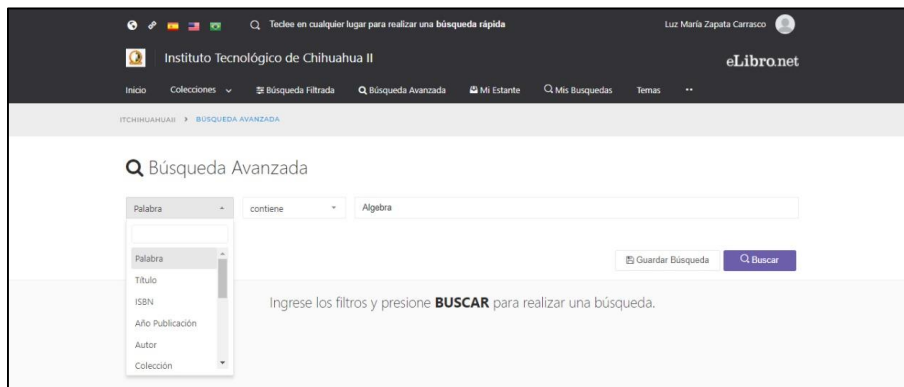 Teclee en cualquier lugar para realizar una búsqueda rápida
Luz María Zapata Carrasco
Instituto Tecnológico de Chihuahua II
eLibro.net
Inicio Colecciones Búsqueda Filtrada Búsqueda Avanzada Mi Estante Mis Busquedas Temas
ITCHIHUAHUAII > BÚSQUEDA AVANZADA
Búsqueda Avanzada
Palabra contiene Algebra
Palabra
Título
Guardar Búsqueda Buscar
ISBN
Ingrese los filtros y presione BUSCAR para realizar una búsqueda.
Año Publicación
Autor
Colección